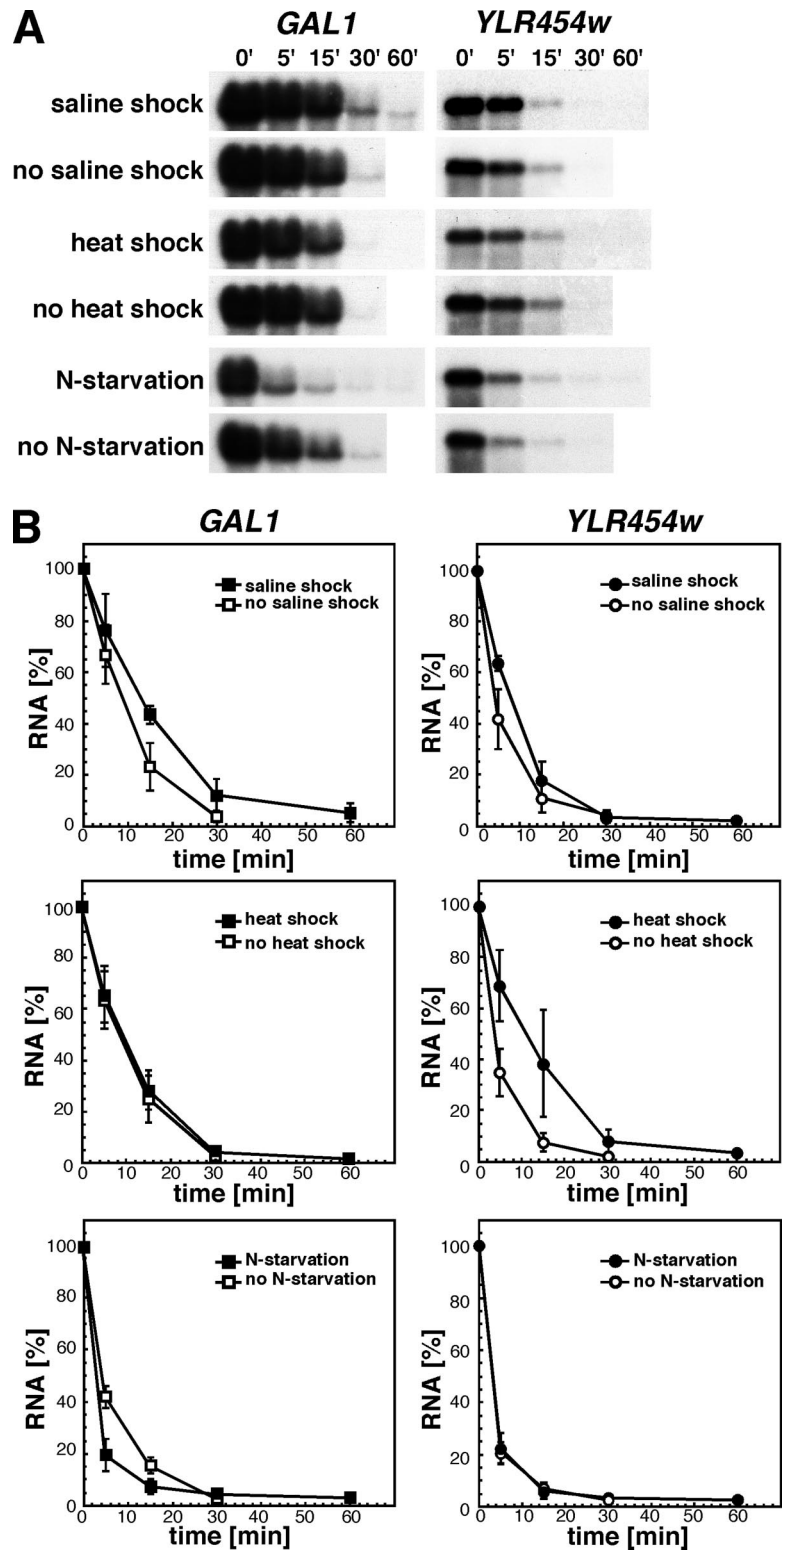 A
GAL1 YLR454w
0' 5' 15' 30' 60' 0' 5' 15' 30' 60'
saline shock
no saline shock
heat shock
no heat shock
N-starvation
no N-starvation
B
GAL1
RNA [%]
100
80
60
40
20
0
0 10 20 30 40 50 60
time [min]
saline shock
no saline shock
YLR454w
RNA [%]
100
80
60
40
20
0
0 10 20 30 40 50 60
time [min]
saline shock
no saline shock
RNA [%]
100
80
60
40
20
0
0 10 20 30 40 50 60
time [min]
heat shock
no heat shock
RNA [%]
100
80
60
40
20
0
0 10 20 30 40 50 60
time [min]
heat shock
no heat shock
RNA [%]
100
80
60
40
20
0
0 10 20 30 40 50 60
time [min]
N-starvation
no N-starvation
RNA [%]
100
80
60
40
20
0
0 10 20 30 40 50 60
time [min]
N-starvation
no N-starvation